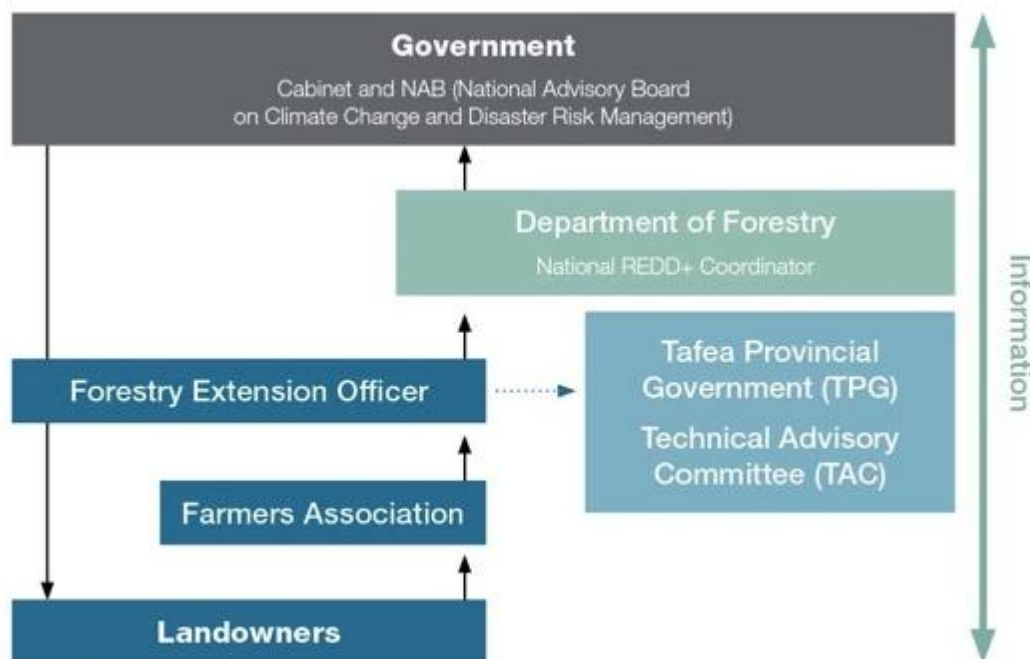 Government
Cabinet and NAB (National Advisory Board
on Climate Change and Disaster Risk Management)
Department of Forestry
National REDD+ Coordinator
Tafea Provincial
Government (TPG)
Technical Advisory
Committee (TAC)
Forestry Extension Officer
Farmers Association
Landowners
Information